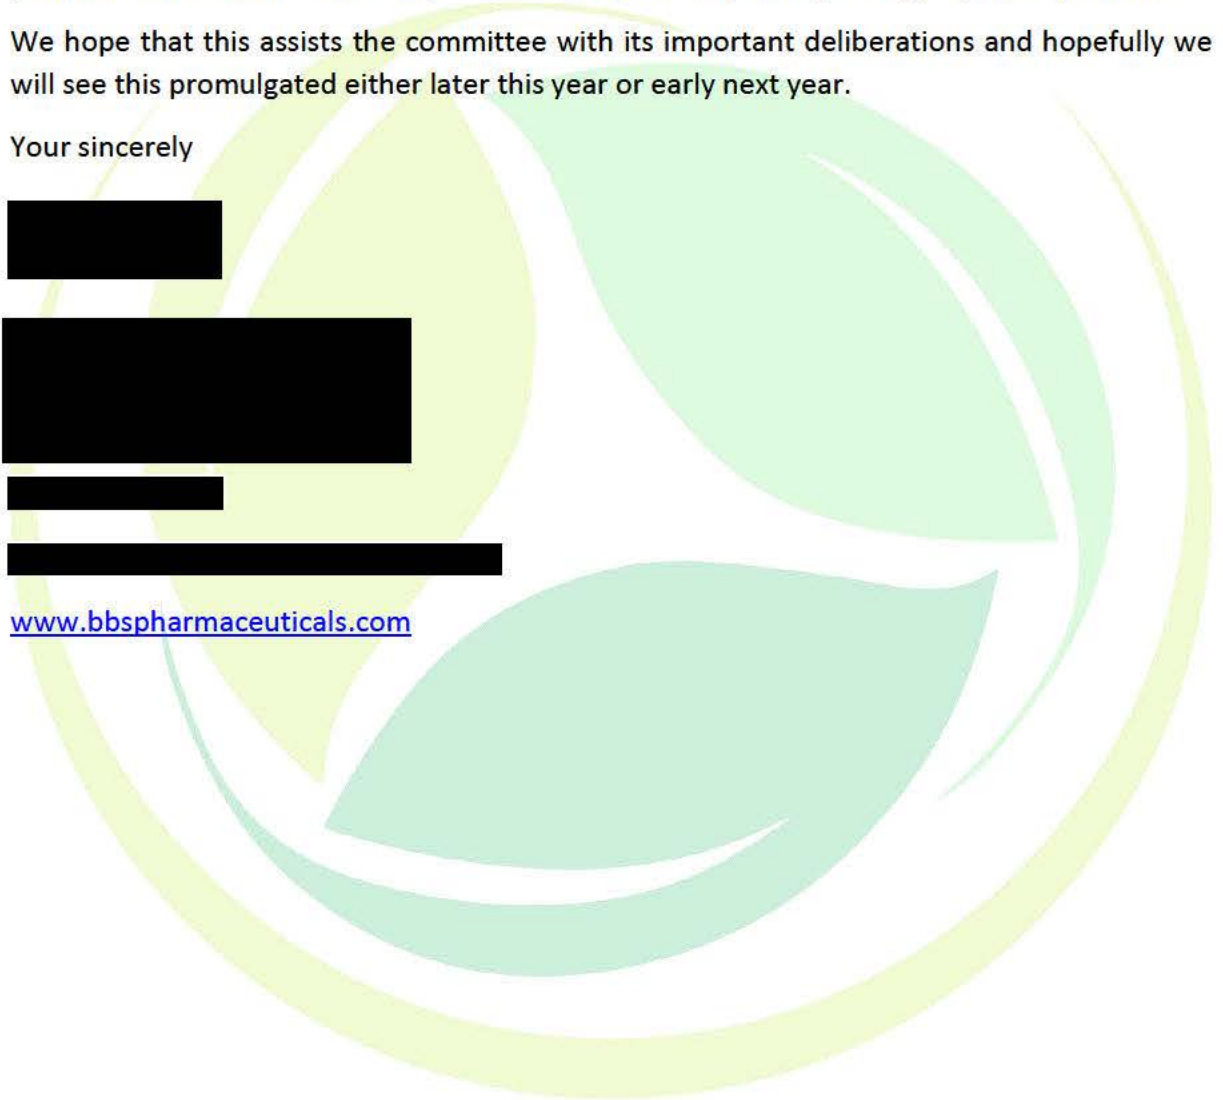 We hope that this assists the committee with its important deliberations and hopefully we
will see this promulgated either later this year or early next year.
Your sincerely
www.bbspharmaceuticals.com